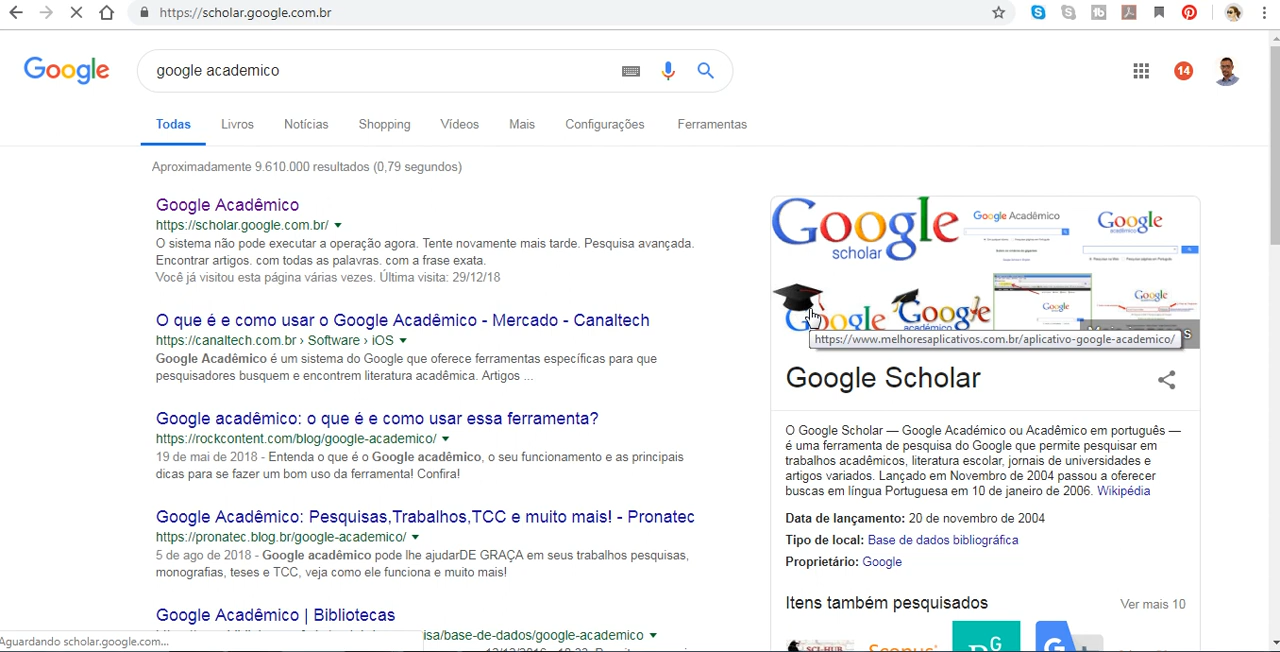 https://scholar.google.com.br
Google
google academico
14
Todas Livros Notícias Shopping Vídeos Mais Configurações Ferramentas
Aproximadamente 9.610.000 resultados (0,79 segundos)
Google Acadêmico
https://scholar.google.com.br/
O sistema não pode executar a operação agora. Tente novamente mais tarde. Pesquisa avançada.
Encontrar artigos. com todas as palavras. com a frase exata.
Você já visitou esta página várias vezes. Última visita: 29/12/18
O que é e como usar o Google Acadêmico - Mercado - Canaltech
https://canaltech.com.br › Software › iOS
Google Acadêmico é um sistema do Google que oferece ferramentas específicas para que
pesquisadores busquem e encontrem literatura acadêmica. Artigos ...
Google acadêmico: o que é e como usar essa ferramenta?
https://rockcontent.com/blog/google-academico/
19 de mai de 2018 - Entenda o que é o Google acadêmico, o seu funcionamento e as principais
dicas para se fazer um bom uso da ferramenta! Confira!
Google Acadêmico: Pesquisas,Trabalhos,TCC e muito mais! - Pronatec
https://pronatec.blog.br/google-academico/
5 de ago de 2018 - Google acadêmico pode lhe ajudarDE GRAÇA em seus trabalhos pesquisas,
monografias, teses e TCC, veja como ele funciona e muito mais!
Google Acadêmico | Bibliotecas
isa/base-de-dados/google-academico
Aguardando scholar.google.com...
Google
scholar
Google Acadêmico
Google
acadêmico
Google
Google
acadêmico
Google
Google
https://www.melhoresaplicativos.com.br/aplicativo-google-academico/
Google Scholar
O Google Scholar — Google Académico ou Acadêmico em português —
é uma ferramenta de pesquisa do Google que permite pesquisar em
trabalhos acadêmicos, literatura escolar, jornais de universidades e
artigos variados. Lançado em Novembro de 2004 passou a oferecer
buscas em língua Portuguesa em 10 de janeiro de 2006. Wikipédia
Data de lançamento: 20 de novembro de 2004
Tipo de local: Base de dados bibliográfica
Proprietário: Google
Itens também pesquisados Ver mais 10
SCI-HUB
Scopus
G